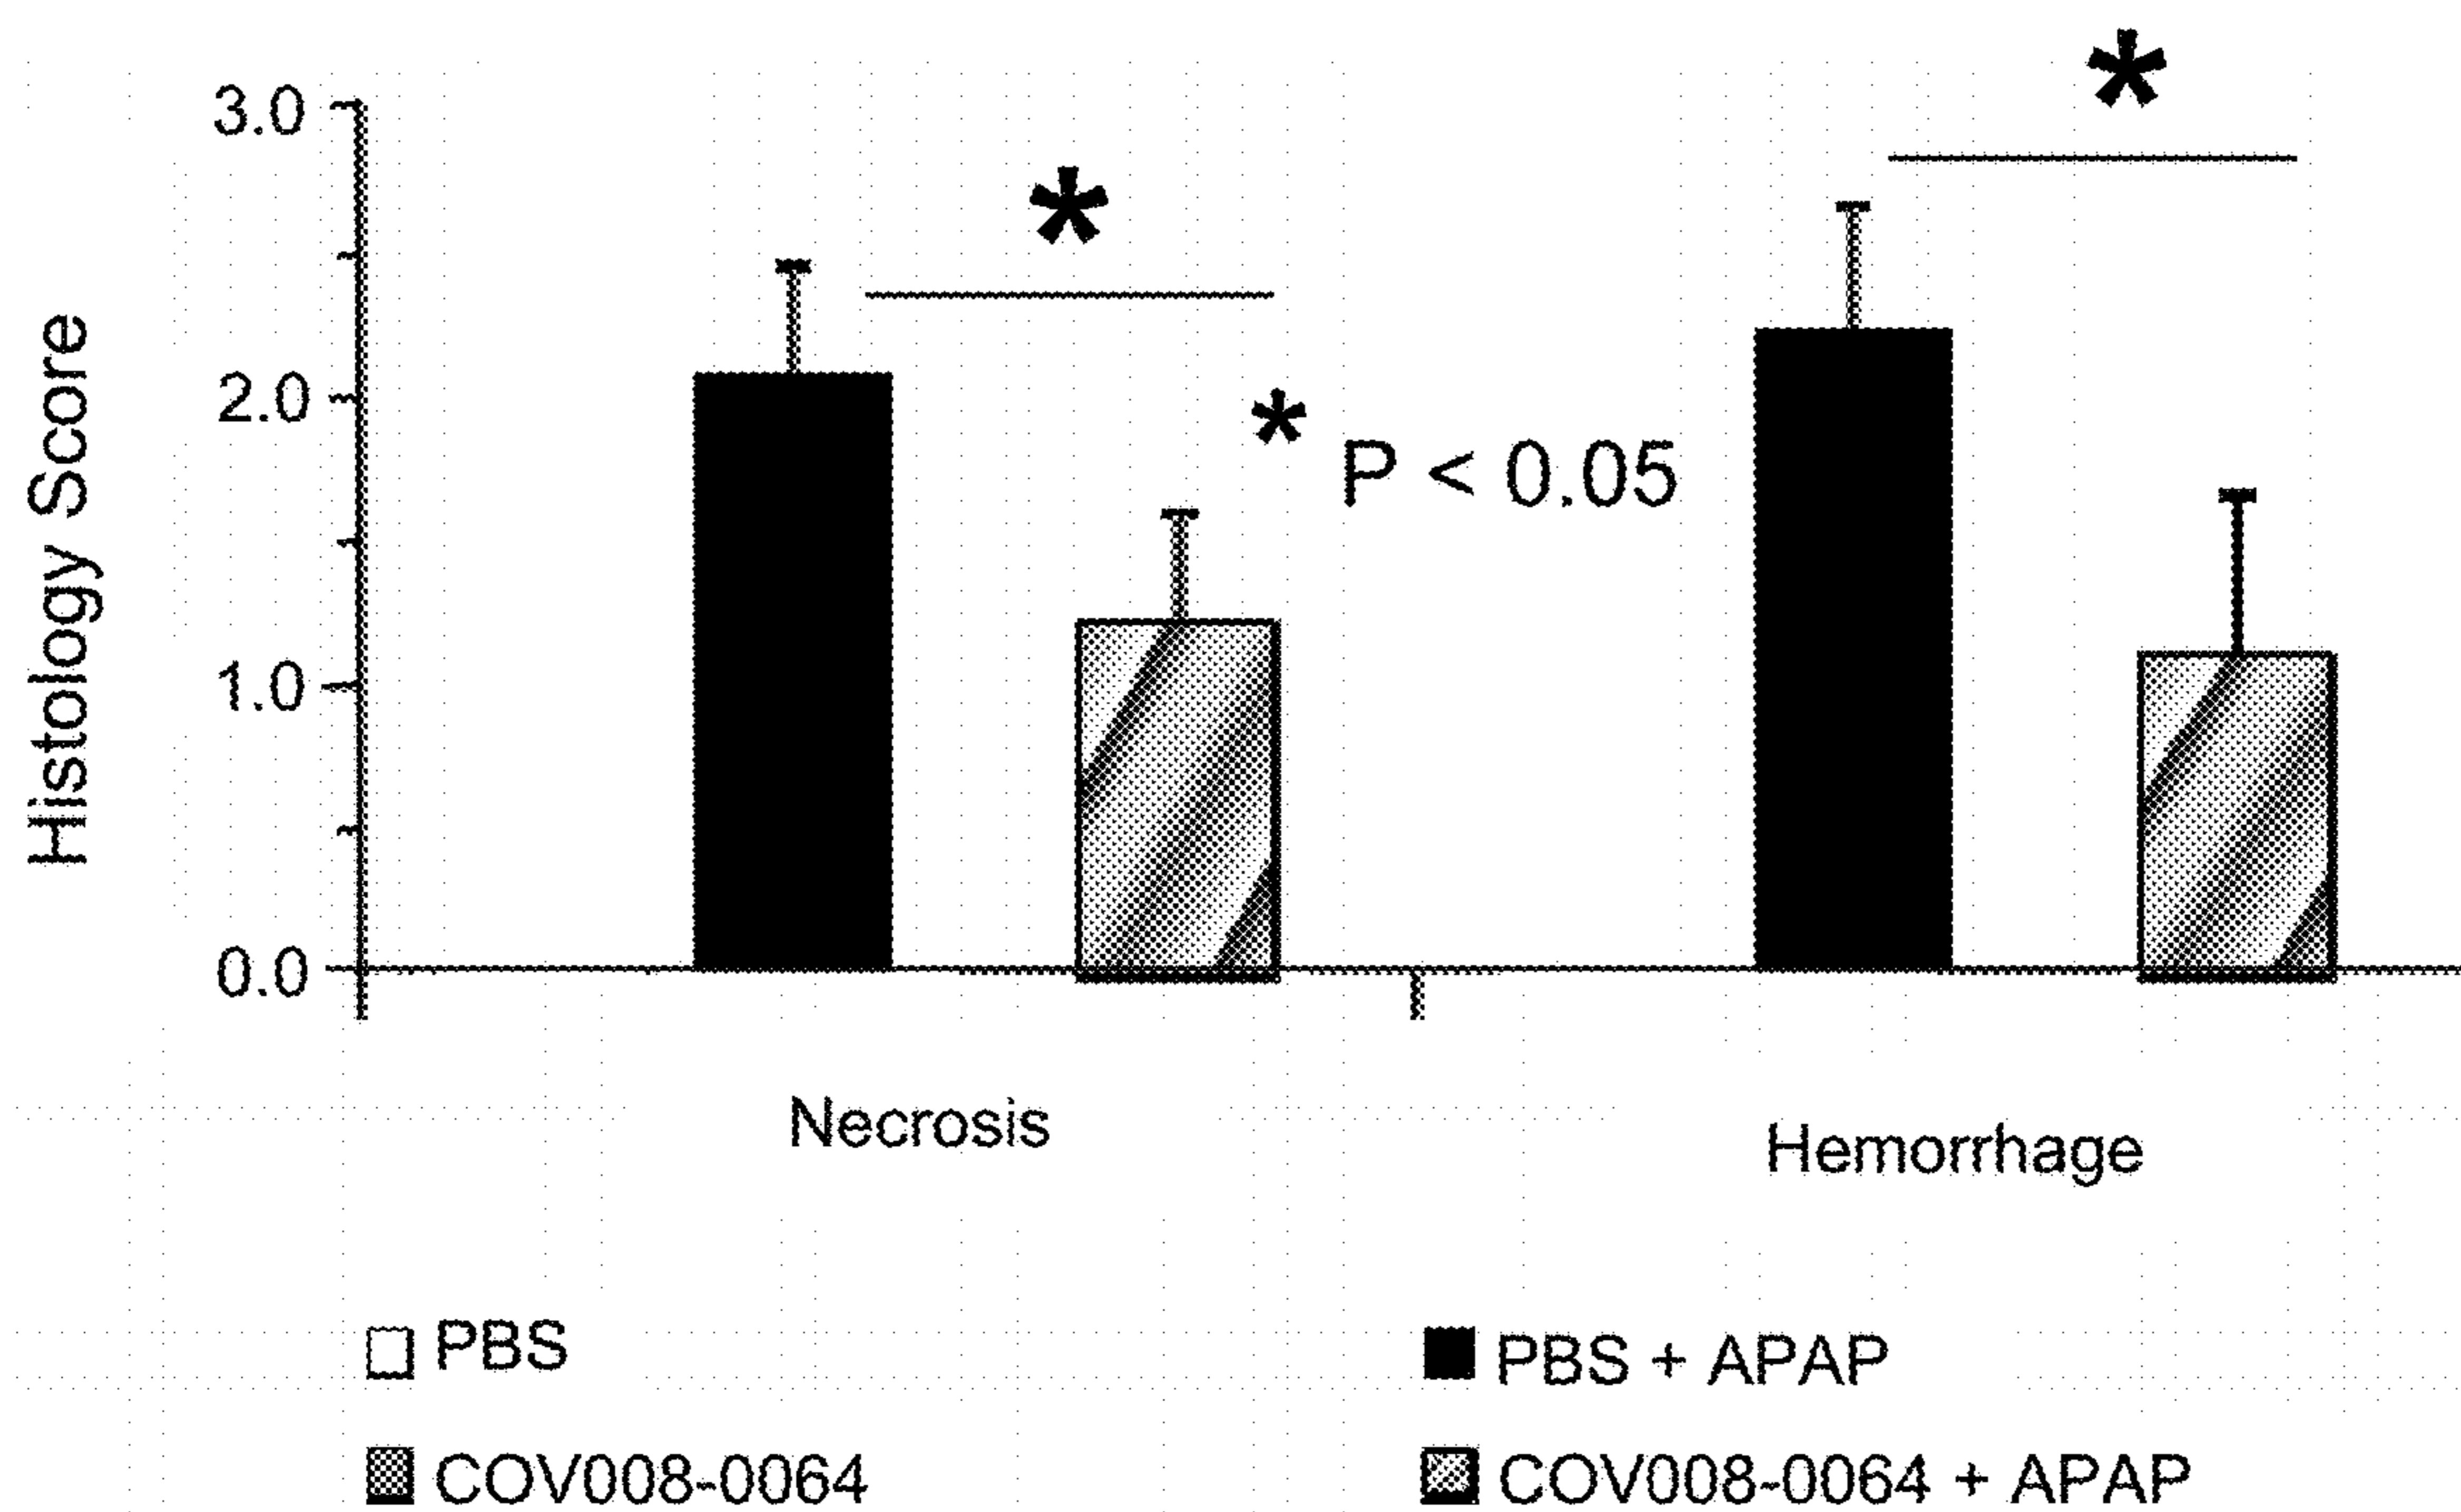 Histology Score
3.0
2.0
1.0
0.0
*
*
* P < 0.05
Necrosis
Hemorrhage
PBS
PBS + APAP
COV008-0064
COV008-0064 + APAP